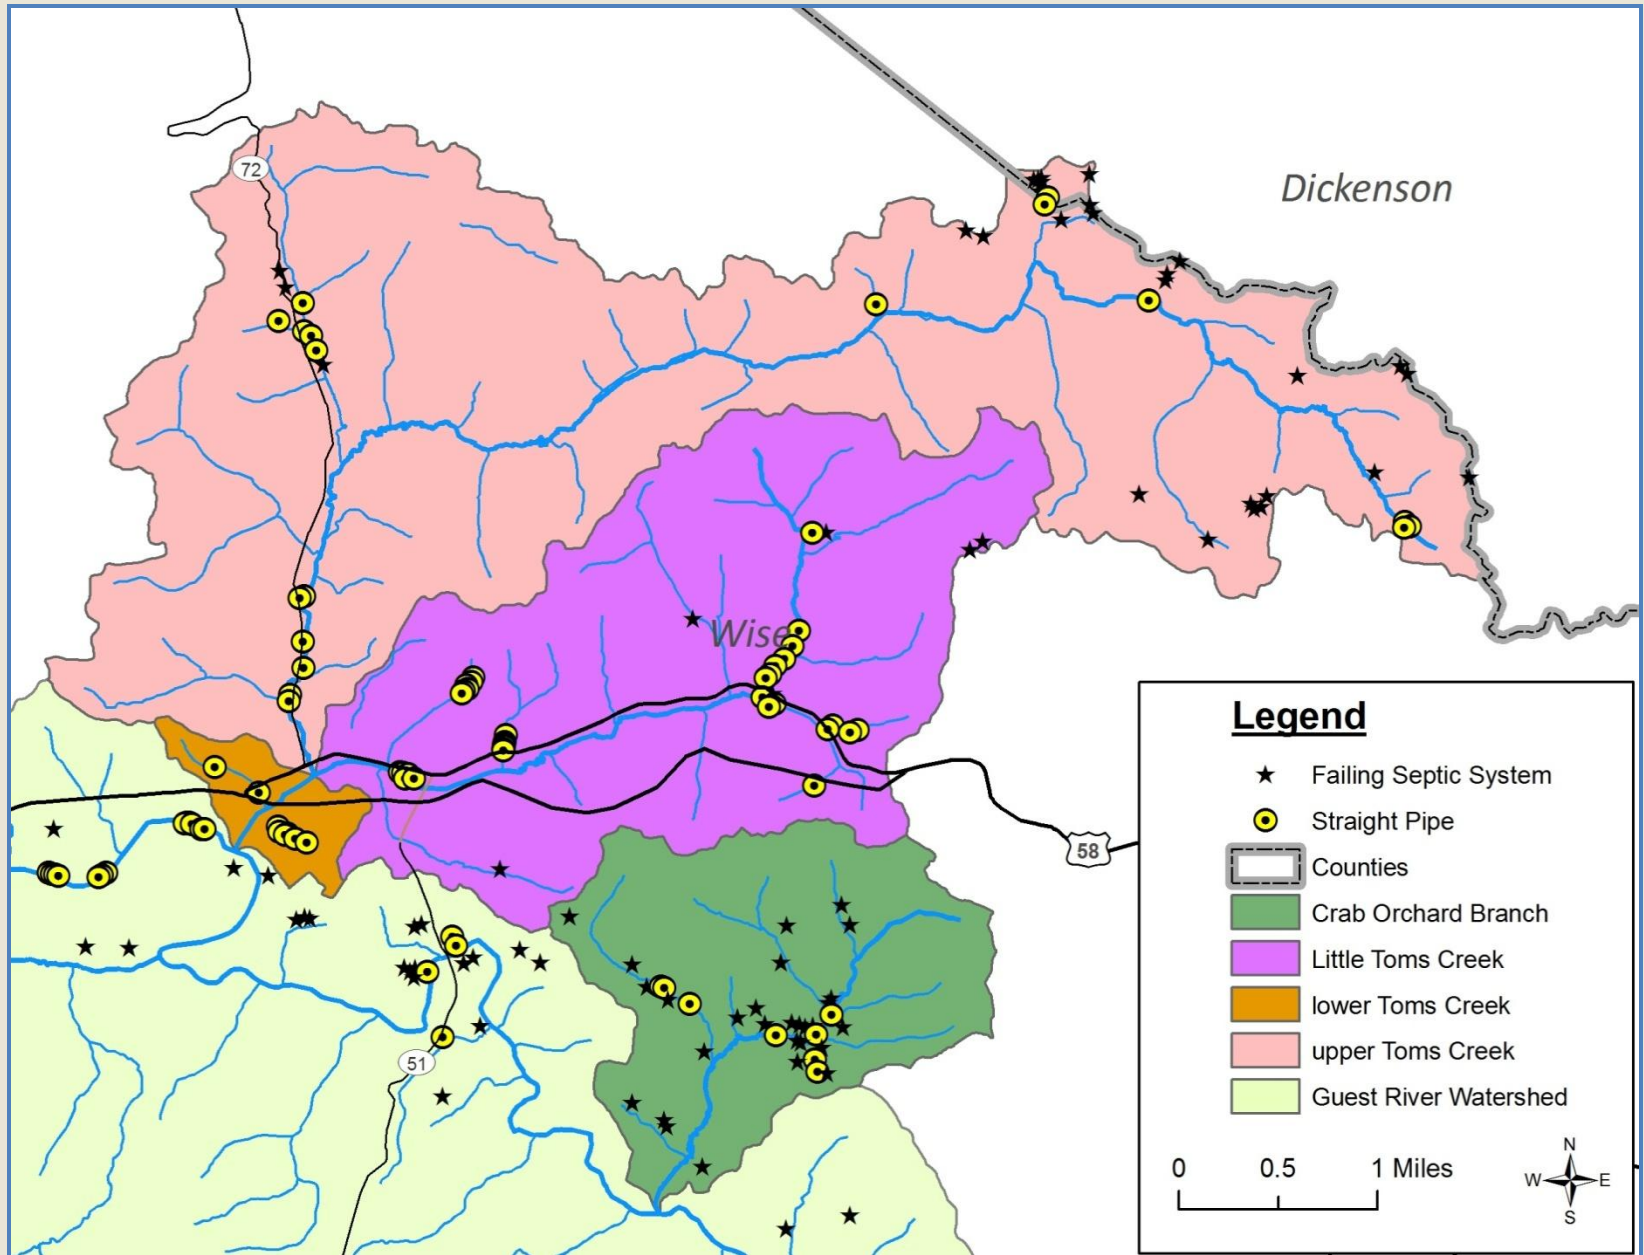 72
Dickenson
Wise
58
51
Legend
Failing Septic System
Straight Pipe
Counties
Crab Orchard Branch
Little Toms Creek
lower Toms Creek
upper Toms Creek
Guest River Watershed
0 0.5 1 Miles
N
W E
S